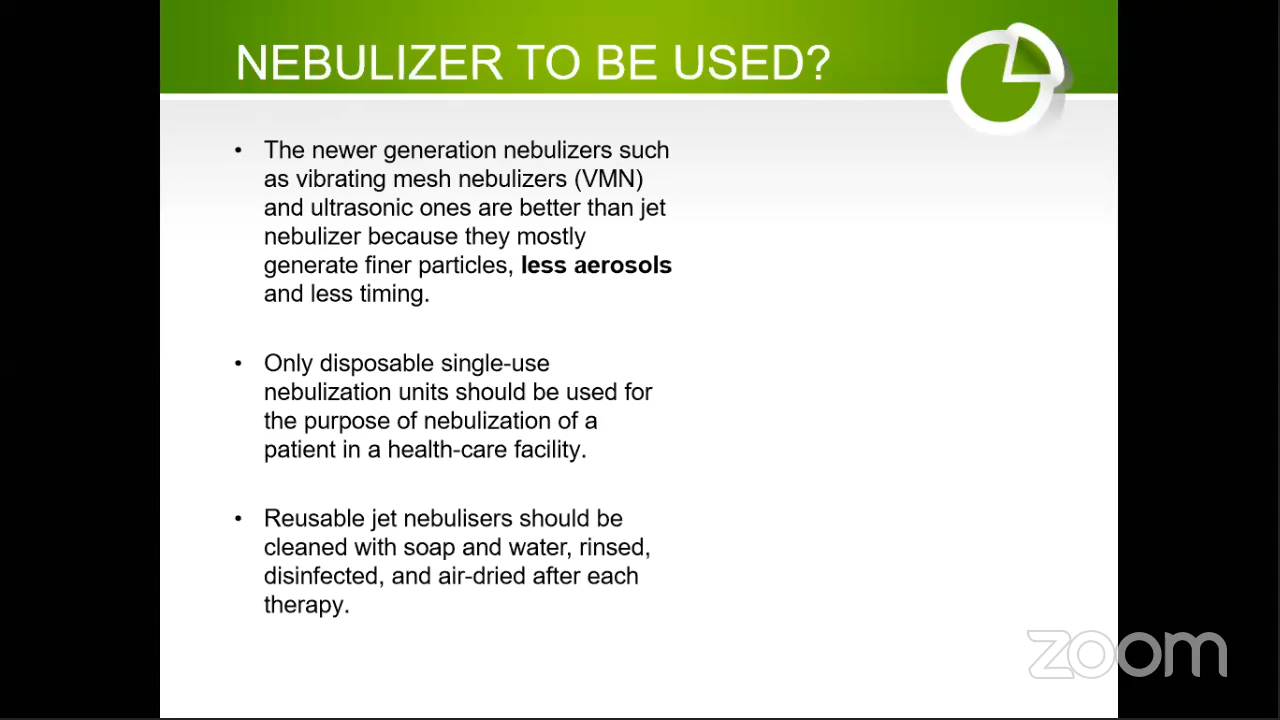 NEBULIZER TO BE USED?
• The newer generation nebulizers such
as vibrating mesh nebulizers (VMN)
and ultrasonic ones are better than jet
nebulizer because they mostly
generate finer particles, less aerosols
and less timing.
• Only disposable single-use
nebulization units should be used for
the purpose of nebulization of a
patient in a health-care facility.
• Reusable jet nebulisers should be
cleaned with soap and water, rinsed,
disinfected, and air-dried after each
therapy.
zoom